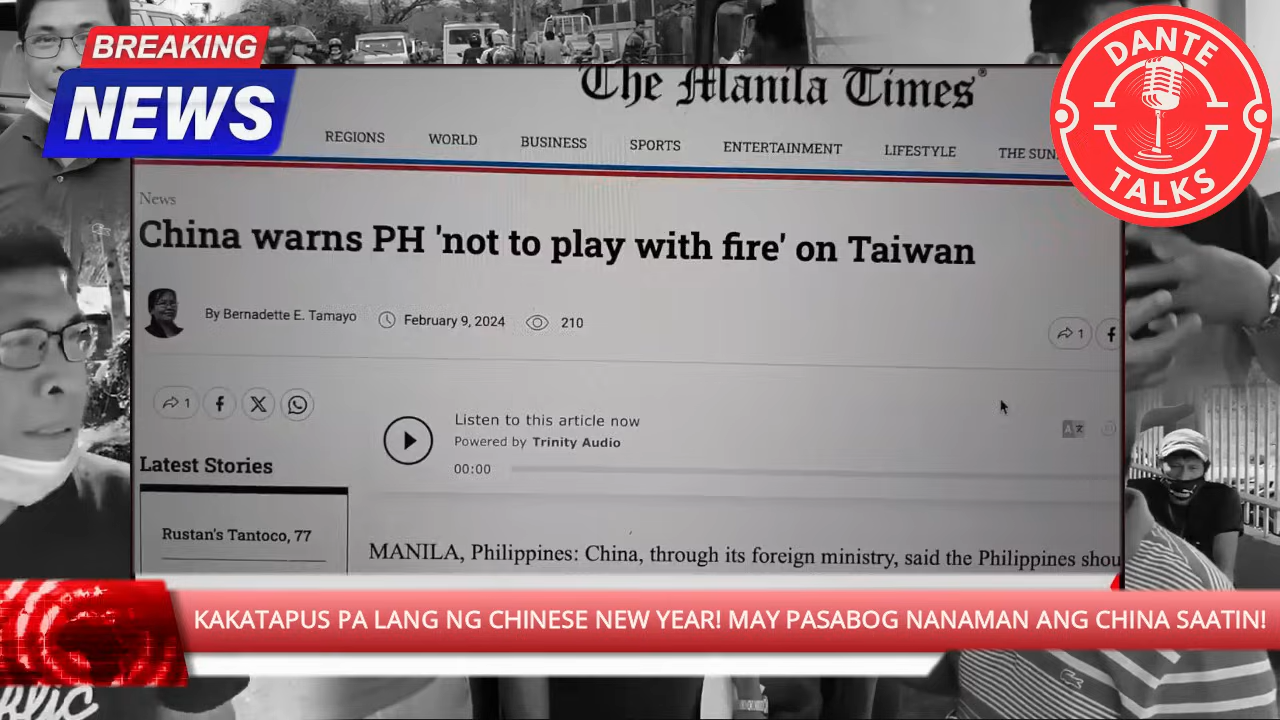 BREAKING
NEWS
DANTE
TALKS
The Manila Times
REGIONS WORLD BUSINESS SPORTS ENTERTAINMENT LIFESTYLE THE SUN
News
China warns PH 'not to play with fire' on Taiwan
By Bernadette E. Tamayo February 9, 2024 210
1
1
Listen to this article now
Powered by Trinity Audio
00:00
Latest Stories
Rustan's Tantoco, 77
MANILA, Philippines: China, through its foreign ministry, said the Philippines shou
KAKATAPUS PA LANG NG CHINESE NEW YEAR! MAY PASABOG NANAMAN ANG CHINA SAATIN!